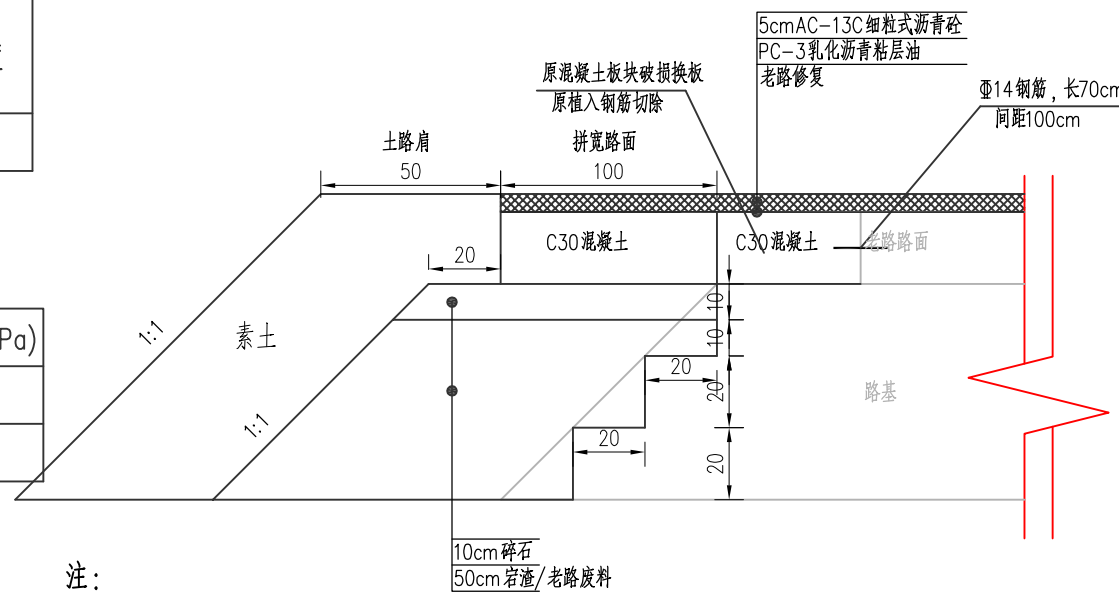 5cmAC-13C细粒式沥青砼
PC-3乳化沥青粘层油
老路修复
原混凝土板块破损换板
原植入钢筋切除
Φ14钢筋，长70cm
间距100cm
土路肩
拼宽路面
50
100
C30混凝土
C30混凝土
老路路面
20
10
1:1
素土
10
Pa)
20
20
路基
1:1
20
20
10cm碎石
50cm宕渣/老路废料
注：